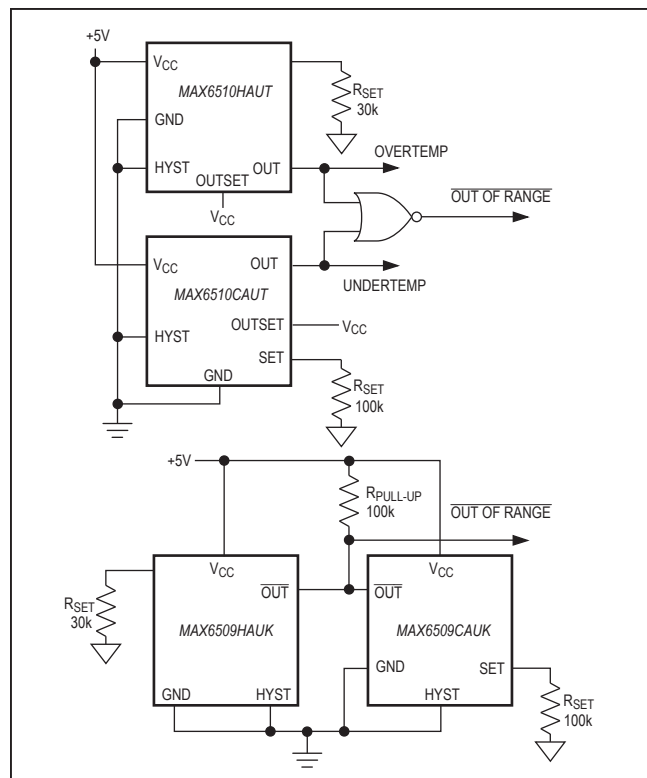 +5V
VCC
MAX6510HAUT
RSET
30k
GND
OVERTEMP
HYST
OUT
OUTSET
OUT OF RANGE
VCC
VCC
OUT
MAX6510CAUT
UNDERTEMP
OUTSET
VCC
HYST
SET
GND
RSET
100k
+5V
RPULL-UP
100k
OUT OF RANGE
VCC
VCC
RSET
30k
OUT
OUT
MAX6509HAUK
MAX6509CAUK
GND
SET
GND
HYST
HYST
RSET
100k